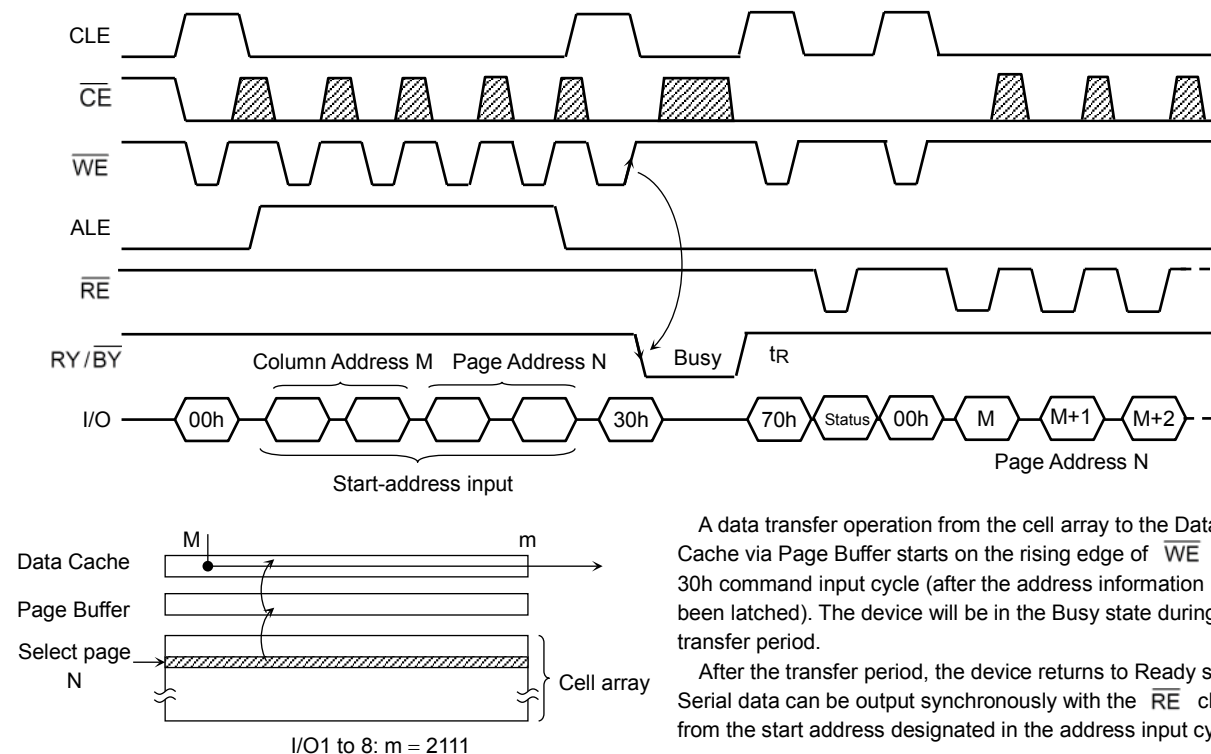 CLE
CE
WE
ALE
RE
RY/BY
Column Address M Page Address N Busy tR
I/O 00h 30h 70h Status 00h M M+1 M+2
Start-address input
Page Address N
M m
Data Cache
Page Buffer
Select page
N
Cell array
I/O1 to 8: m = 2111
A data transfer operation from the cell array to the Data
Cache via Page Buffer starts on the rising edge of WE
30h command input cycle (after the address information
been latched). The device will be in the Busy state during
transfer period.
After the transfer period, the device returns to Ready
Serial data can be output synchronously with the RE
from the start address designated in the address input